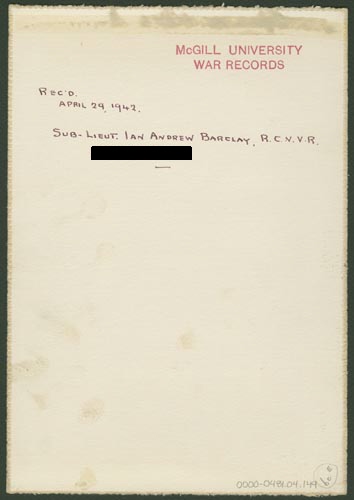 McGILL UNIVERSITY
WAR RECORDS
REC'D.
APRIL 29, 1942.
SUB-LIEUT. IAN ANDREW BARCLAY, R.C.N.V.R.
0000-0481.04.149